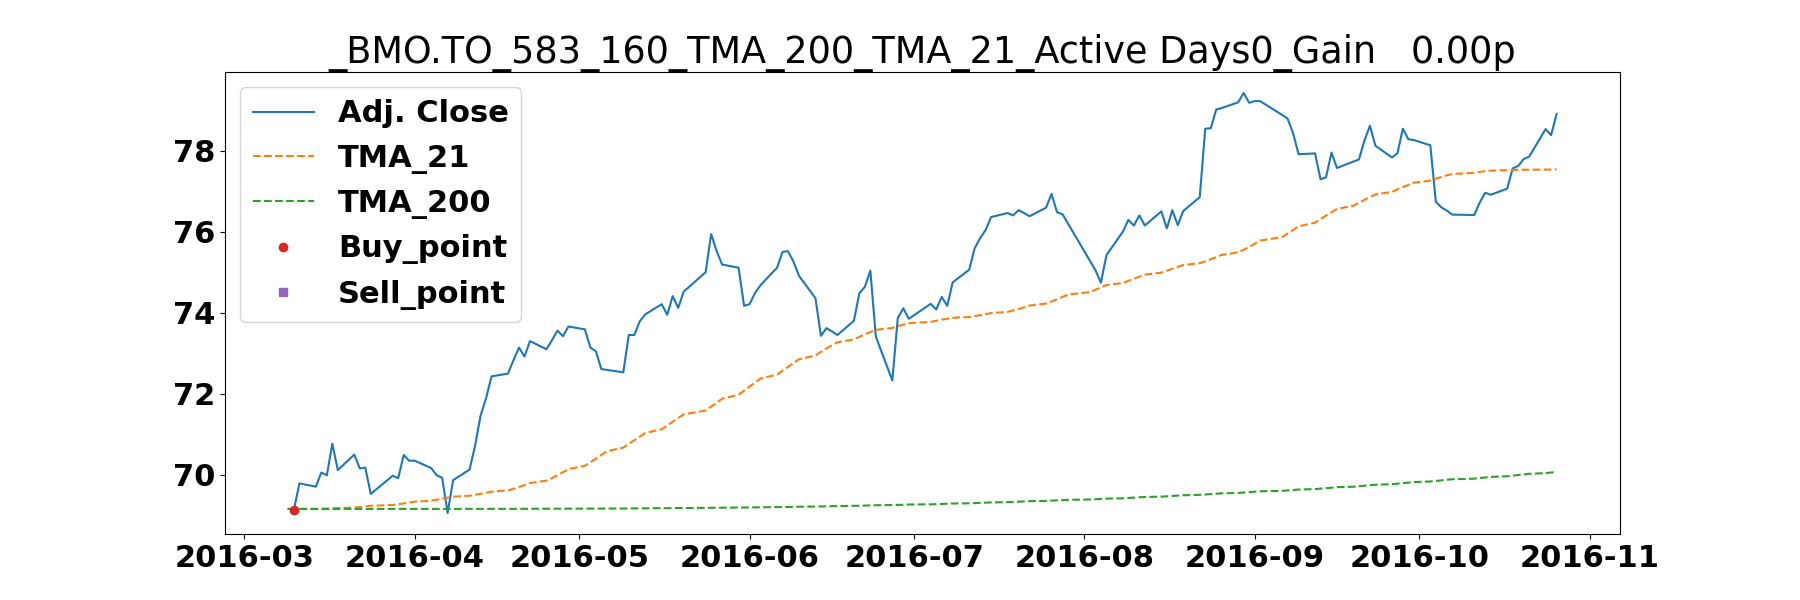 _BMO.TO_583_160_TMA_200_TMA_21_Active Days0_Gain   0.00p
Adj. Close
TMA_21
TMA_200
Buy_point
Sell_point
78
76
74
72
70
2016-03 2016-04 2016-05 2016-06 2016-07 2016-08 2016-09 2016-10 2016-11